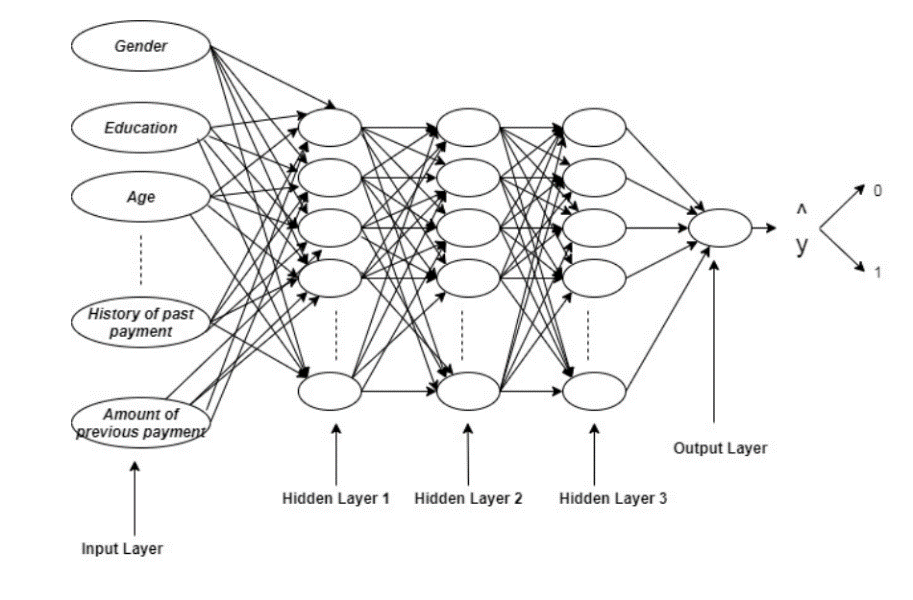 Gender
Education
Age
History of past
payment
Amount of
previous payment
Input Layer
Hidden Layer 1
Hidden Layer 2
Hidden Layer 3
Output Layer
^
y
0
1